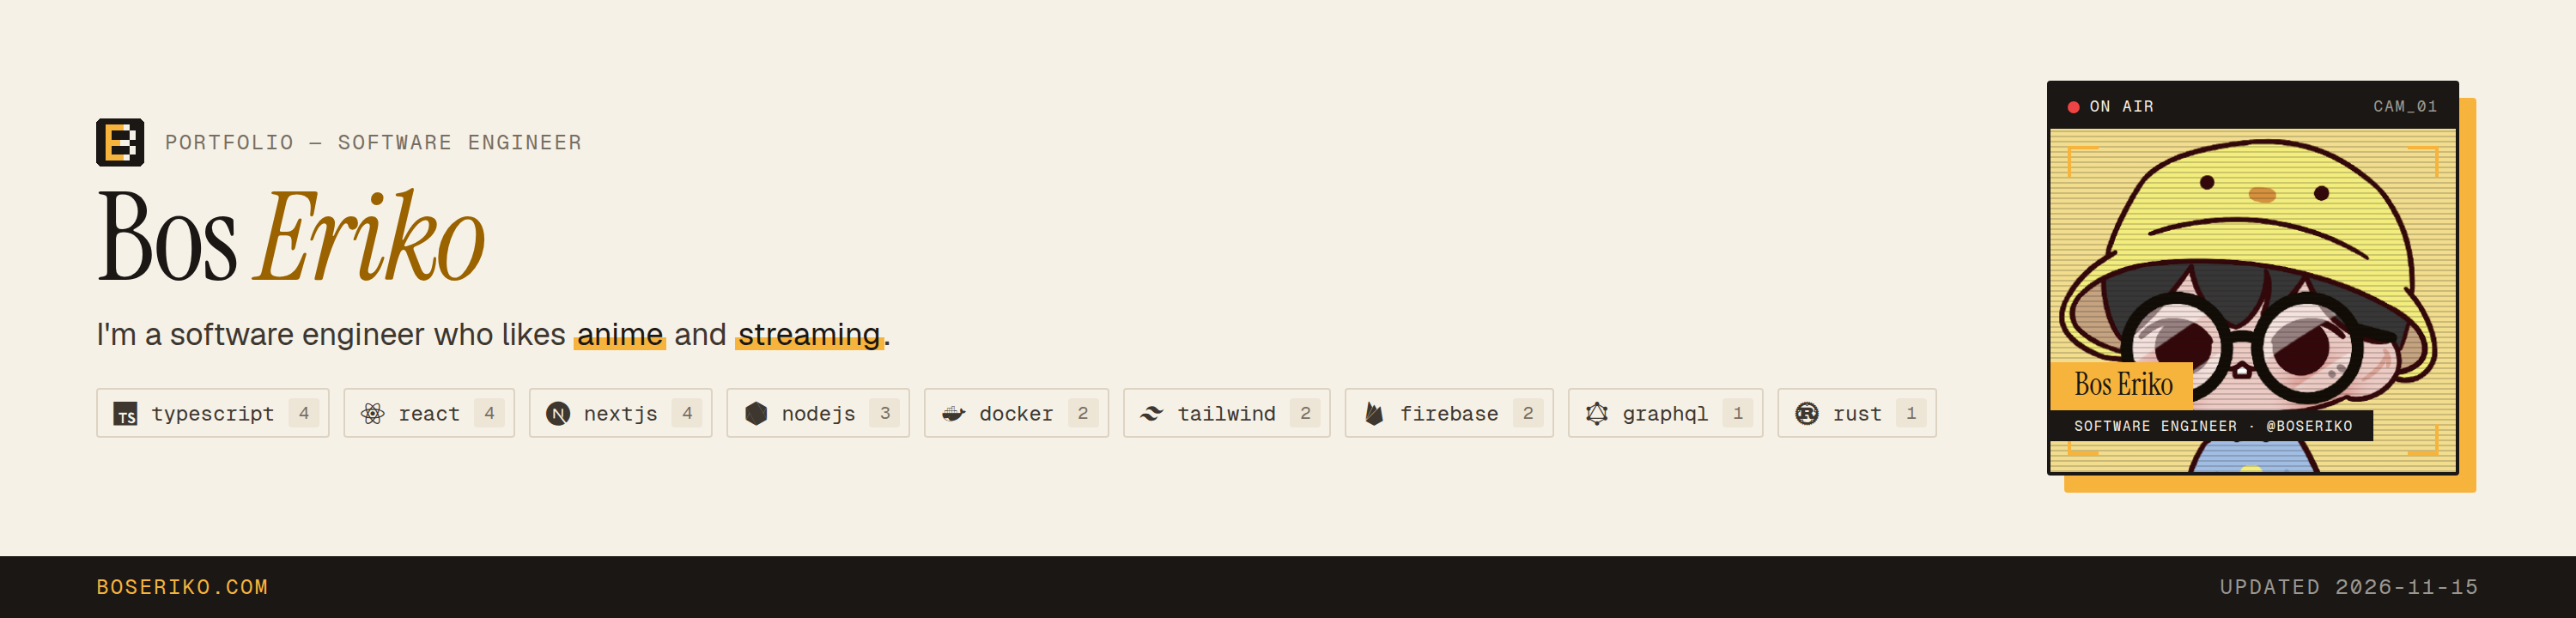 PORTFOLIO — SOFTWARE ENGINEER
Bos Eriko
I'm a software engineer who likes anime and streaming.
typescript 4 react 4 nextjs 4 nodejs 3 docker 2 tailwind 2 firebase 2 graphql 1 rust 1
ON AIR CAM_01
Bos Eriko
SOFTWARE ENGINEER · @BOSERIKO
BOSERIKO.COM UPDATED 2026-11-15